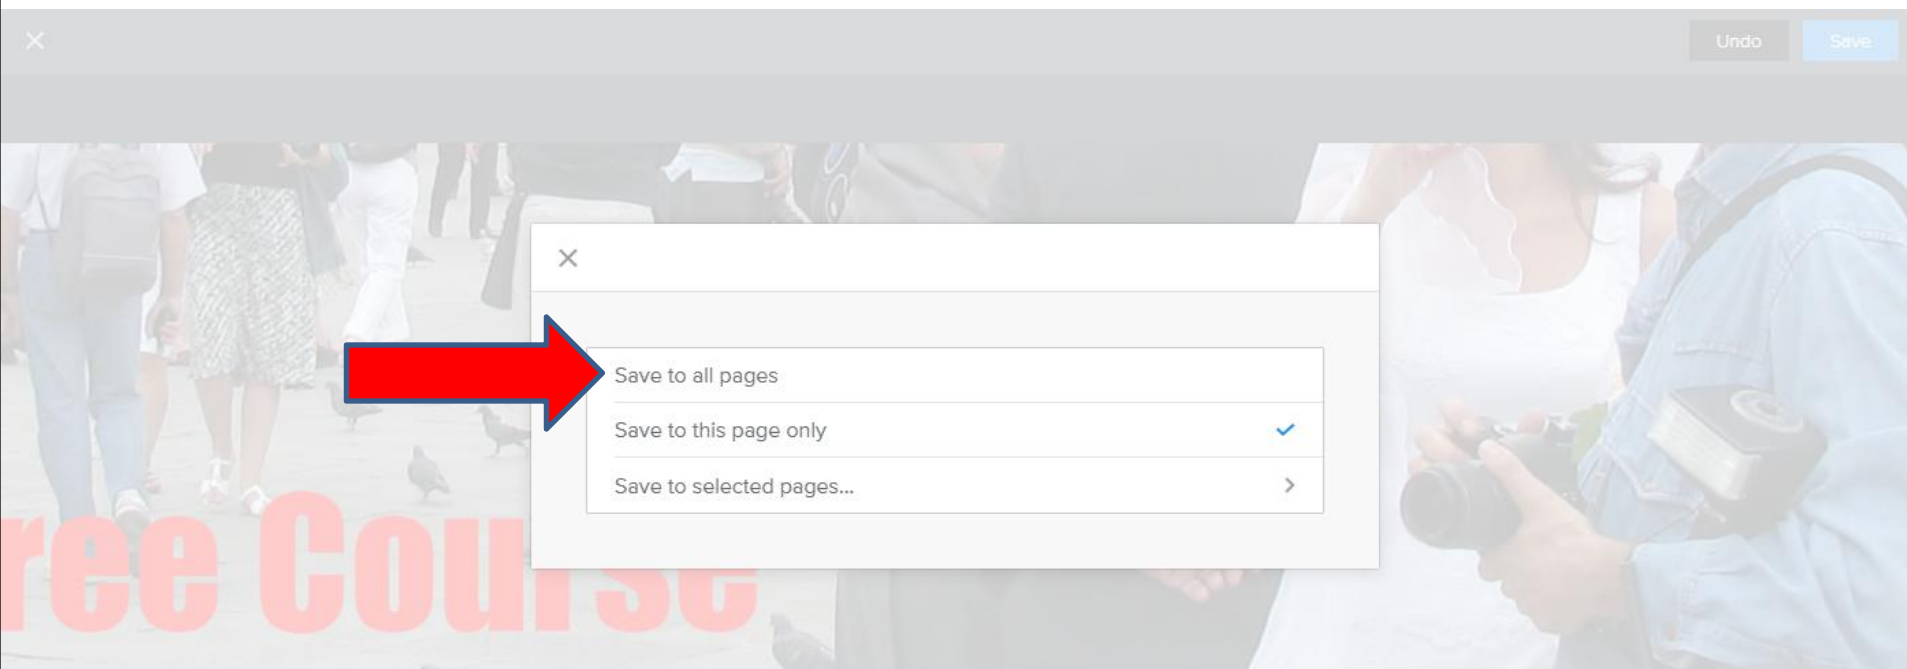 Undo Save
Save to all pages
Save to this page only
Save to selected pages...
ree Course